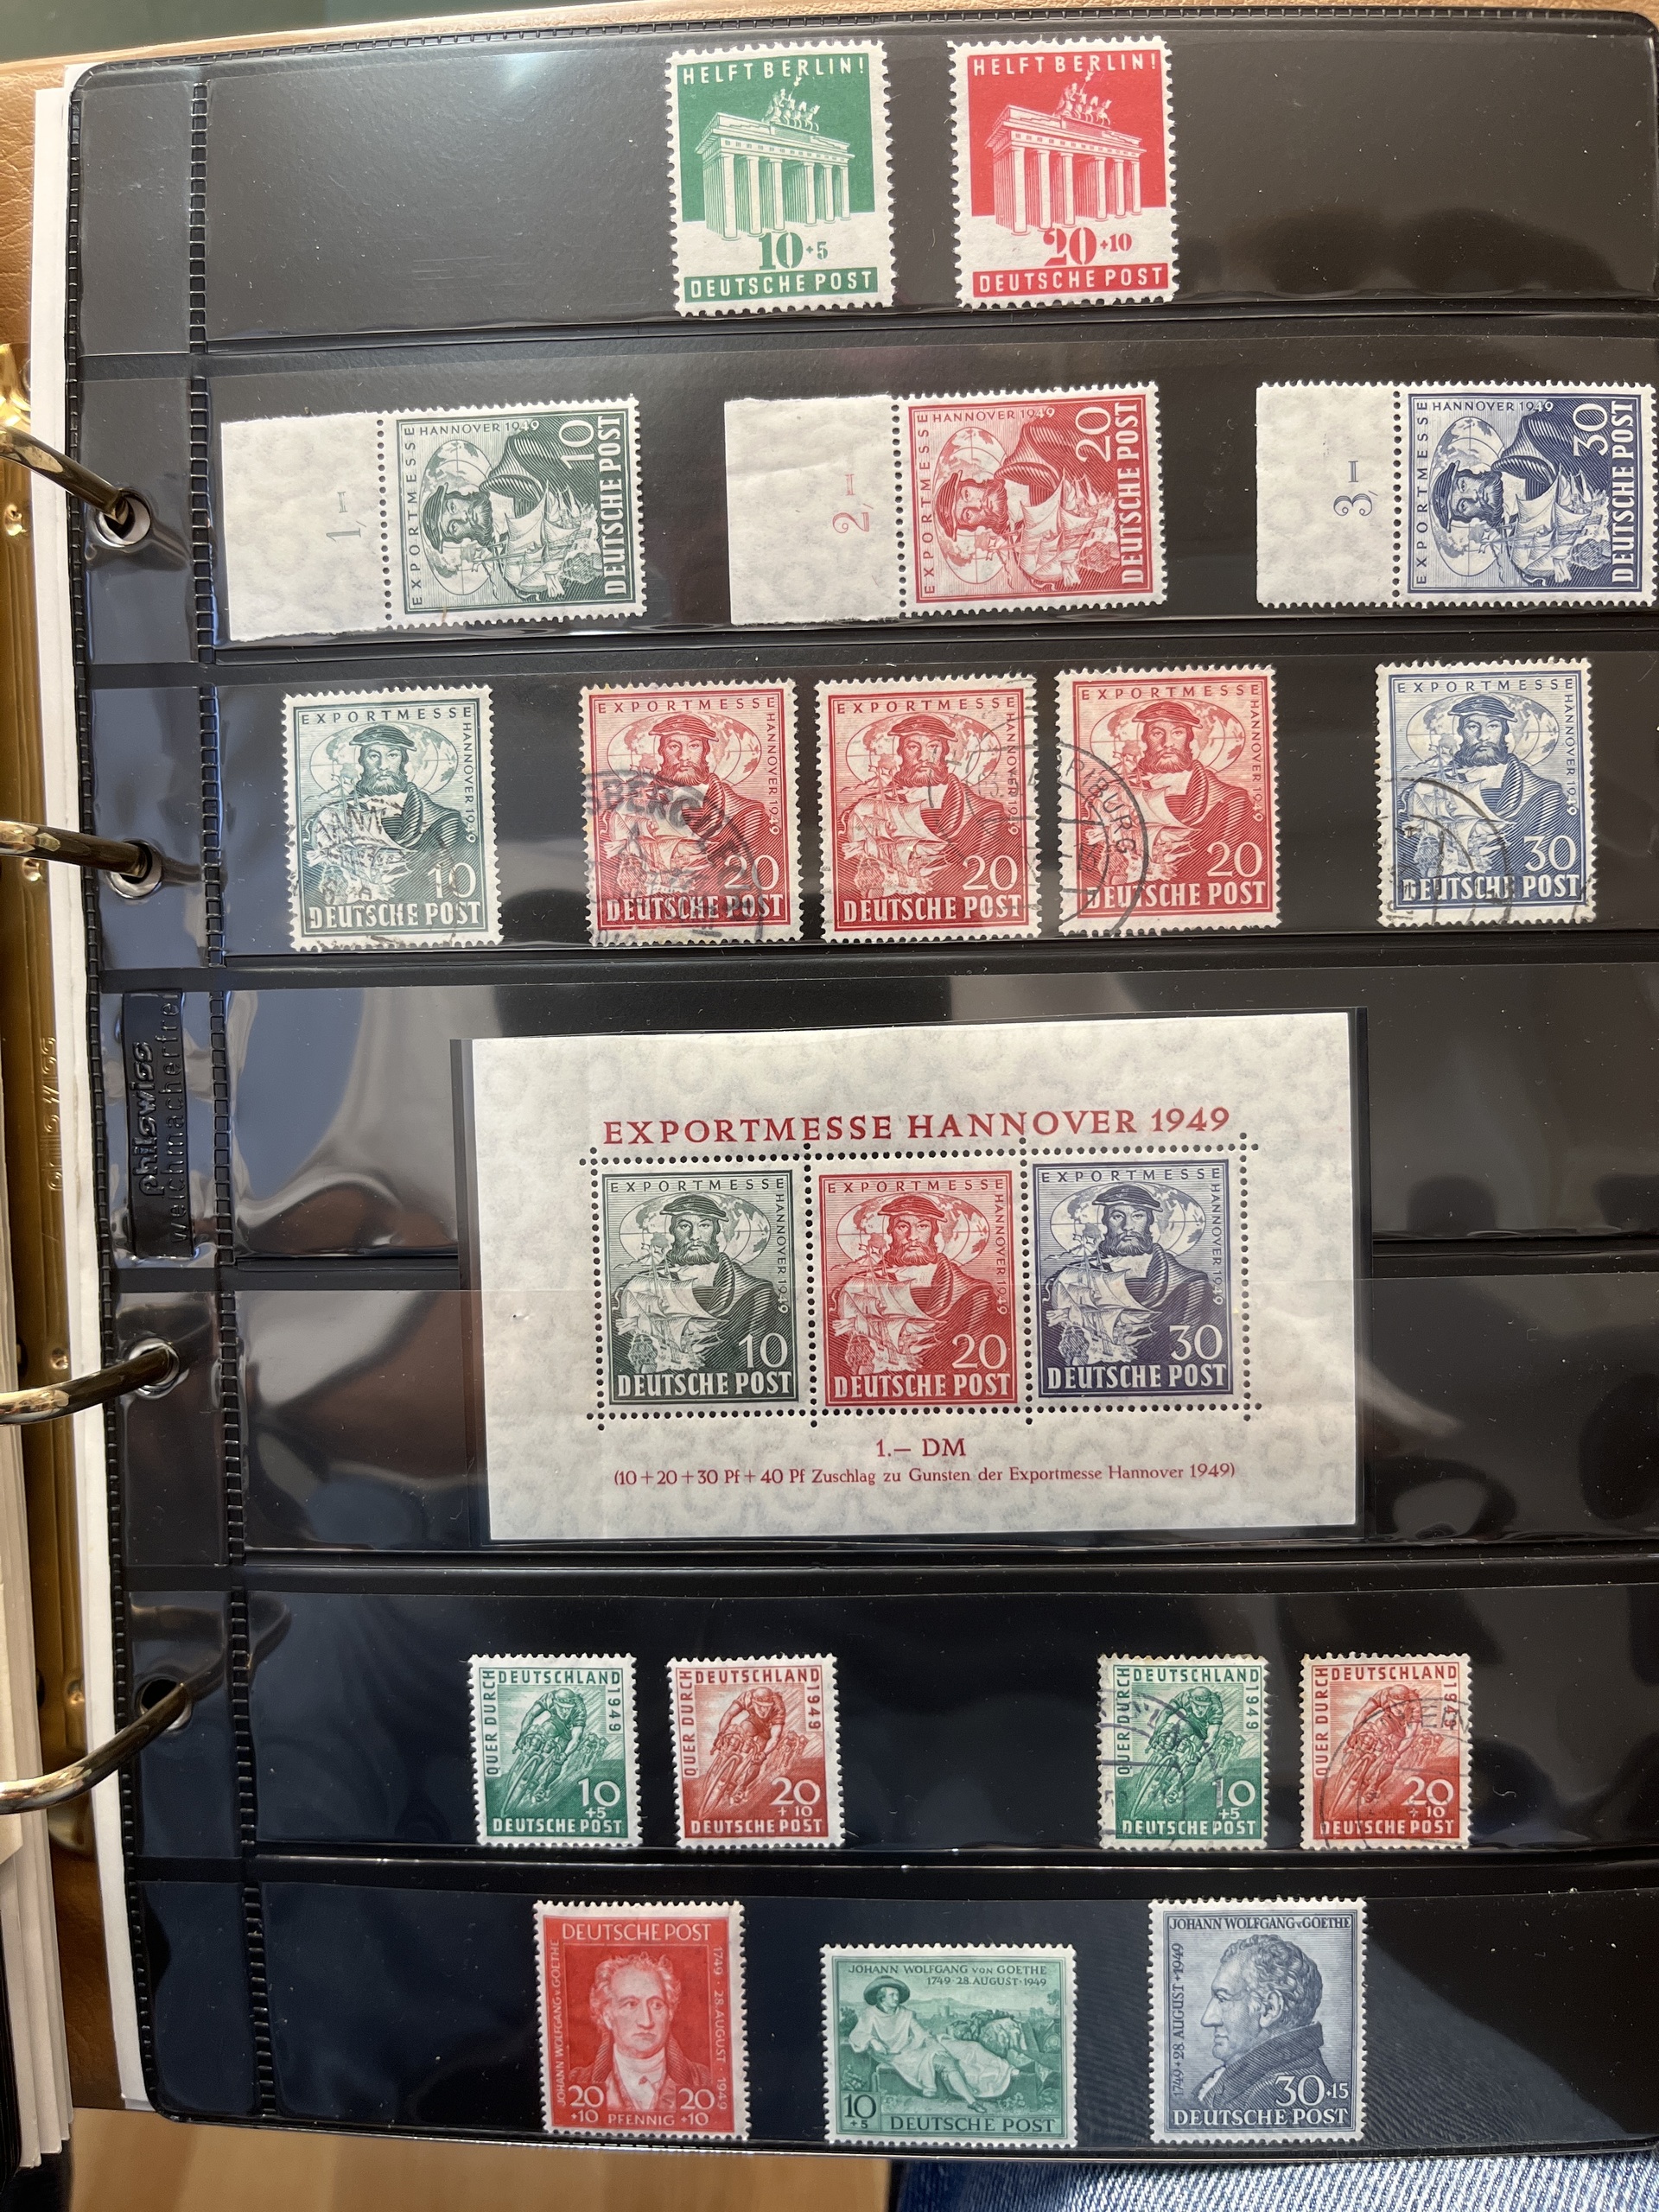 HELFT BERLIN!
10+5
DEUTSCHE POST
HELFT BERLIN!
20+10
DEUTSCHE POST
1,-
EXPORTMESSE
HANNOVER 1949
10
DEUTSCHE POST
2,-
EXPORTMESSE
HANNOVER 1949
20
DEUTSCHE POST
3,-
EXPORTMESSE
HANNOVER 1949
30
DEUTSCHE POST
EXPORTMESSE
HANNOVER 1949
10
DEUTSCHE POST
EXPORTMESSE
HANNOVER 1949
20
DEUTSCHE POST
EXPORTMESSE
HANNOVER 1949
20
DEUTSCHE POST
EXPORTMESSE
HANNOVER 1949
20
DEUTSCHE POST
EXPORTMESSE
HANNOVER 1949
30
DEUTSCHE POST
philswiss
weichmacherfrei
EXPORTMESSE HANNOVER 1949
EXPORTMESSE
HANNOVER 1949
10
DEUTSCHE POST
EXPORTMESSE
HANNOVER 1949
20
DEUTSCHE POST
EXPORTMESSE
HANNOVER 1949
30
DEUTSCHE POST
1.— DM
(10+20+30 Pf+40 Pf Zuschlag zu Gunsten der Exportmesse Hannover 1949)
QUER DURCH
DEUTSCHLAND
1949
10
+5
DEUTSCHE POST
QUER DURCH
DEUTSCHLAND
1949
20
+10
DEUTSCHE POST
QUER DURCH
DEUTSCHLAND
1949
10
+5
DEUTSCHE POST
QUER DURCH
DEUTSCHLAND
1949
20
+10
DEUTSCHE POST
DEUTSCHE POST
JOHANN WOLFGANG v GOETHE
1749 · 28. AUGUST · 1949
20 20
+10 PFENNIG +10
JOHANN WOLFGANG VON GOETHE
1749 · 28. AUGUST · 1949
10
+5
DEUTSCHE POST
JOHANN WOLFGANG v GOETHE
1749 · 28. AUGUST · 1949
30+15
DEUTSCHE POST